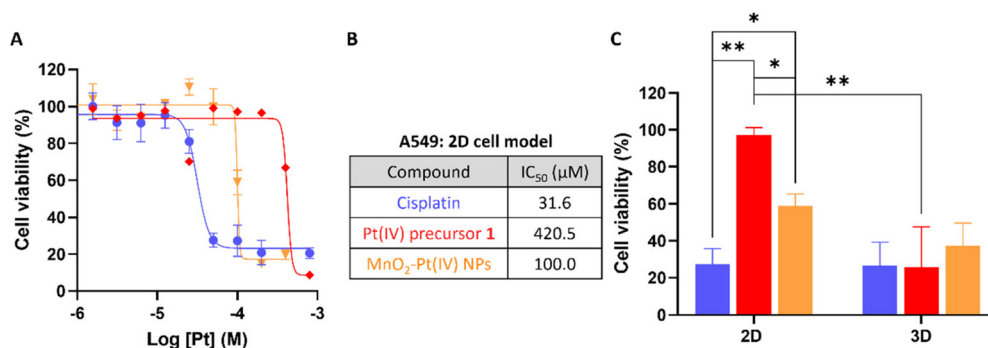 A
Cell viability (%)
120
100
80
60
40
20
0
-6
-5
-4
-3
Log [Pt] (M)
B
A549: 2D cell model
Compound IC50 (μM)
Cisplatin 31.6
Pt(IV) precursor 1 420.5
MnO2-Pt(IV) NPs 100.0
C
Cell viability (%)
120
100
80
60
40
20
0
*
**
*
**
2D
3D